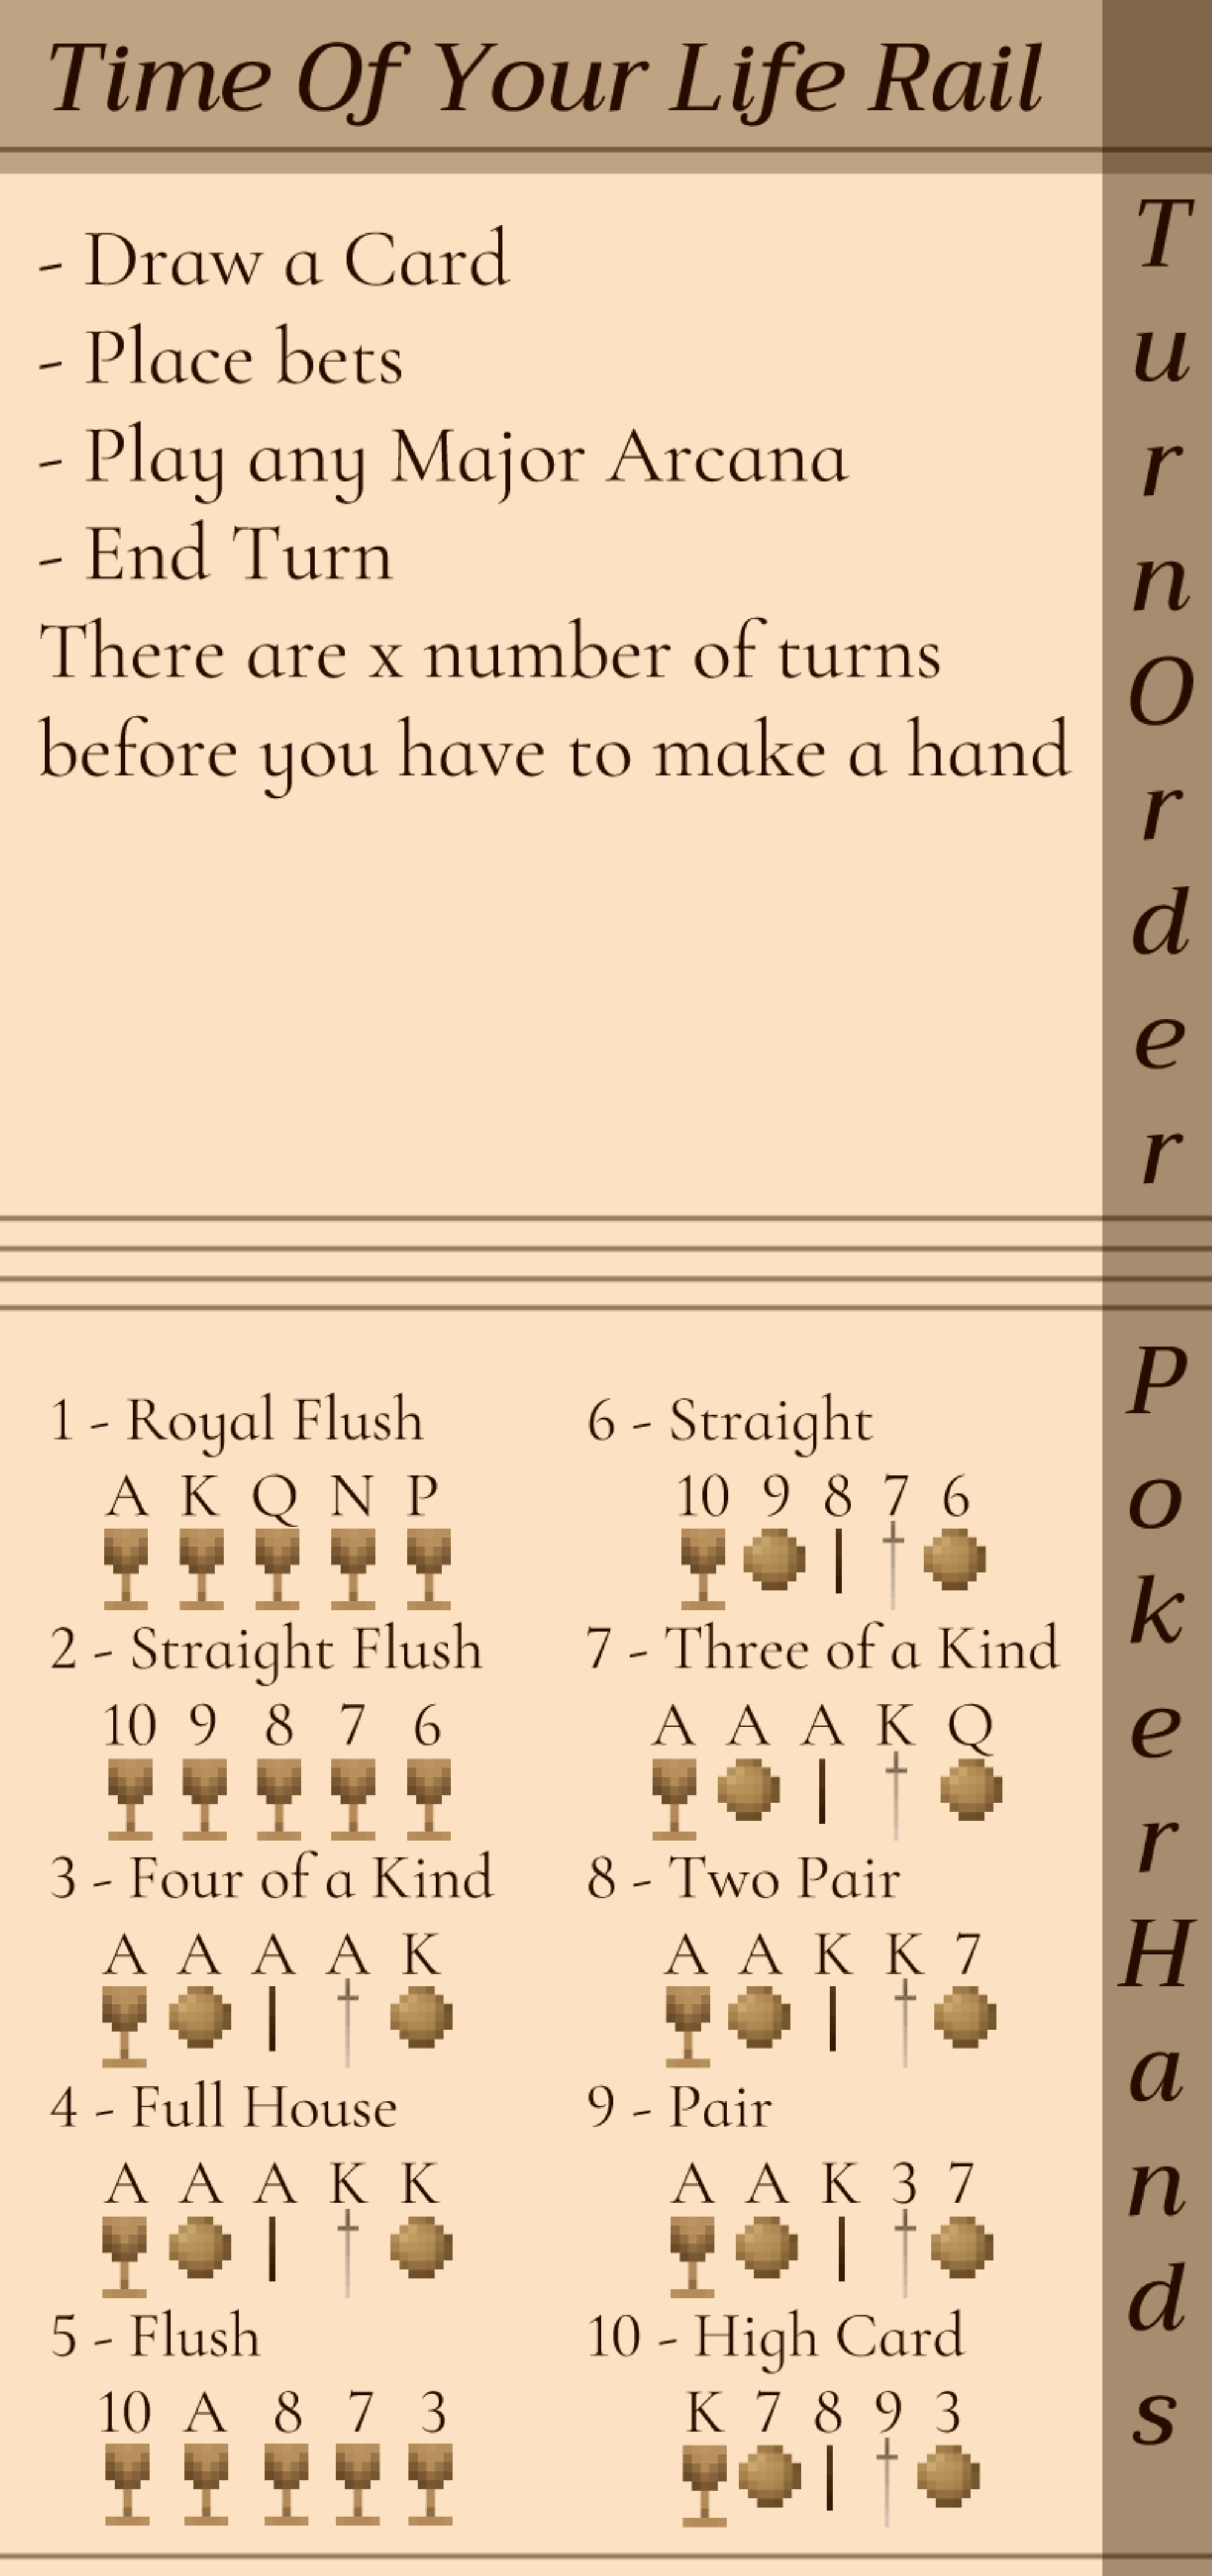 Time Of Your Life Rail
- Draw a Card
- Place bets
- Play any Major Arcana
- End Turn
There are x number of turns
before you have to make a hand
Turn Order
1 - Royal Flush
A K Q N P
2 - Straight Flush
10 9 8 7 6
3 - Four of a Kind
A A A A K
4 - Full House
A A A K K
5 - Flush
10 A 8 7 3
6 - Straight
10 9 8 7 6
7 - Three of a Kind
A A A K Q
8 - Two Pair
A A K K 7
9 - Pair
A A K 3 7
10 - High Card
K 7 8 9 3
Poker Hands